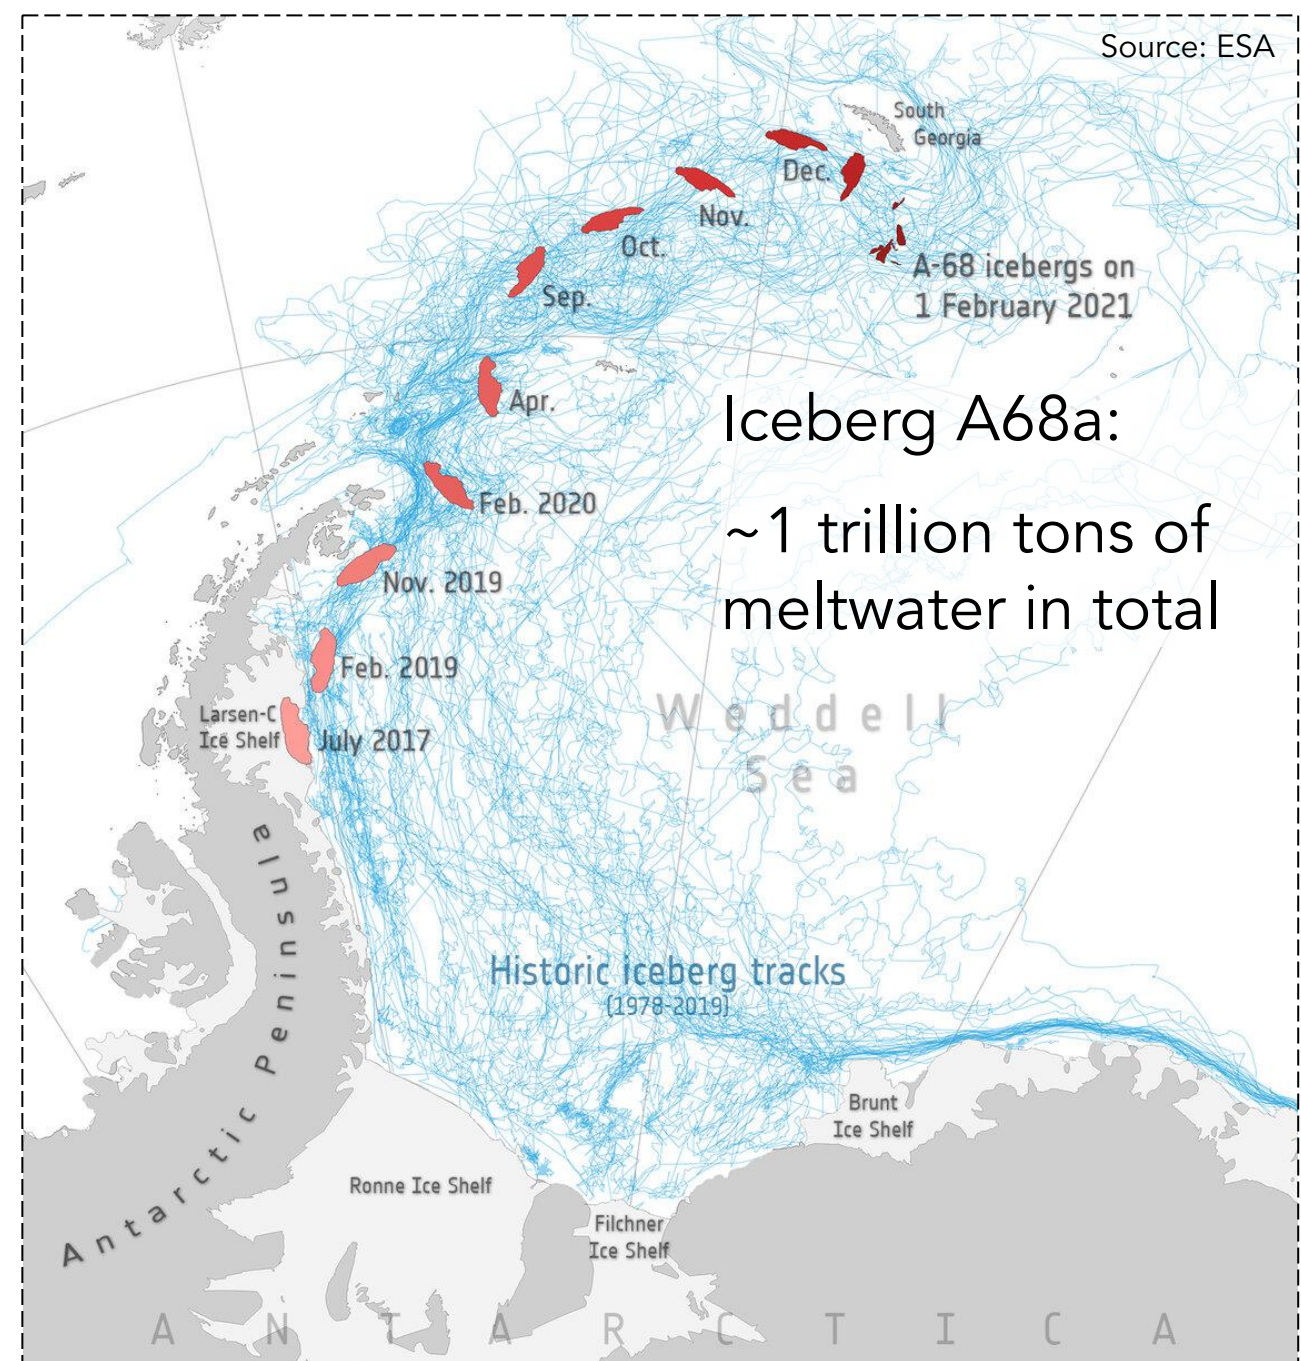 Source: ESA
South
Georgia
Dec.
Nov.
Oct.
Sep.
A-68 icebergs on
1 February 2021
Apr.
Iceberg A68a:
Feb. 2020
~1 trillion tons of
meltwater in total
Nov. 2019
Feb. 2019
Weddell
Sea
Larsen-C
Ice Shelf
July 2017
Antarctic Peninsula
Historic iceberg tracks
(1978-2019)
Brunt
Ice Shelf
Ronne Ice Shelf
Filchner
Ice Shelf
ANTARCTICA